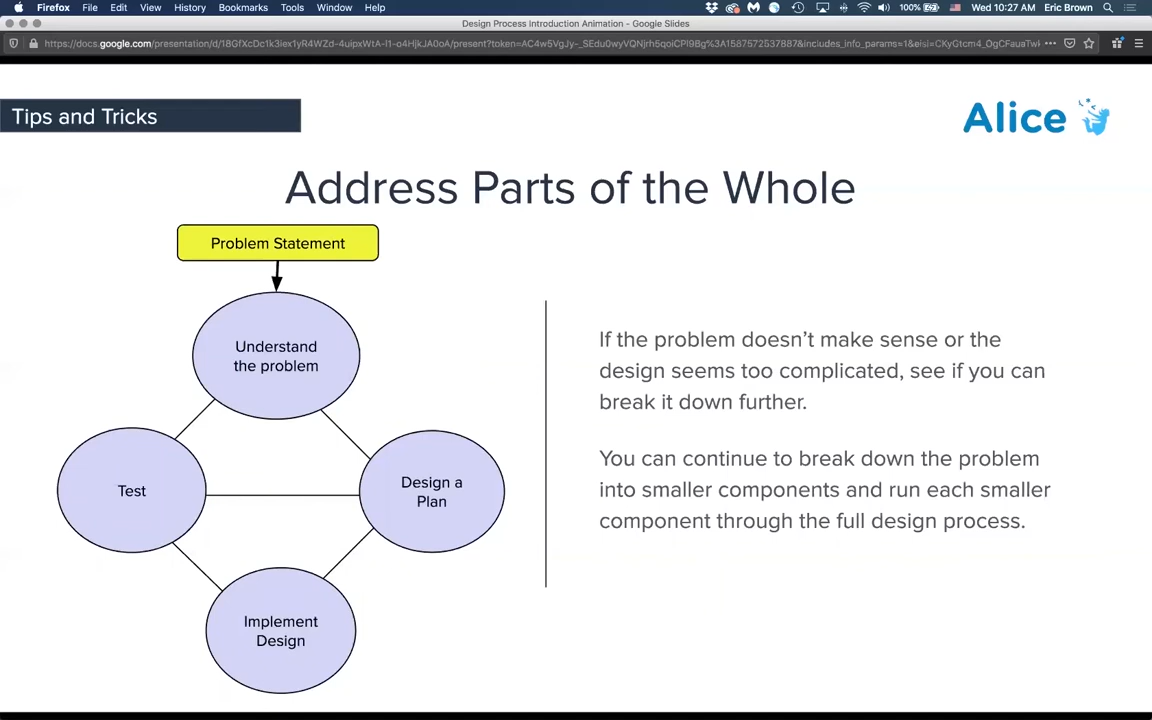 Firefox File Edit View History Bookmarks Tools Window Help 100% Wed 10:27 AM Eric Brown
Design Process Introduction Animation - Google Slides
Tips and Tricks
Alice
Address Parts of the Whole
Problem Statement
Understand
the problem
Test
Design a
Plan
Implement
Design
If the problem doesn't make sense or the
design seems too complicated, see if you can
break it down further.
You can continue to break down the problem
into smaller components and run each smaller
component through the full design process.